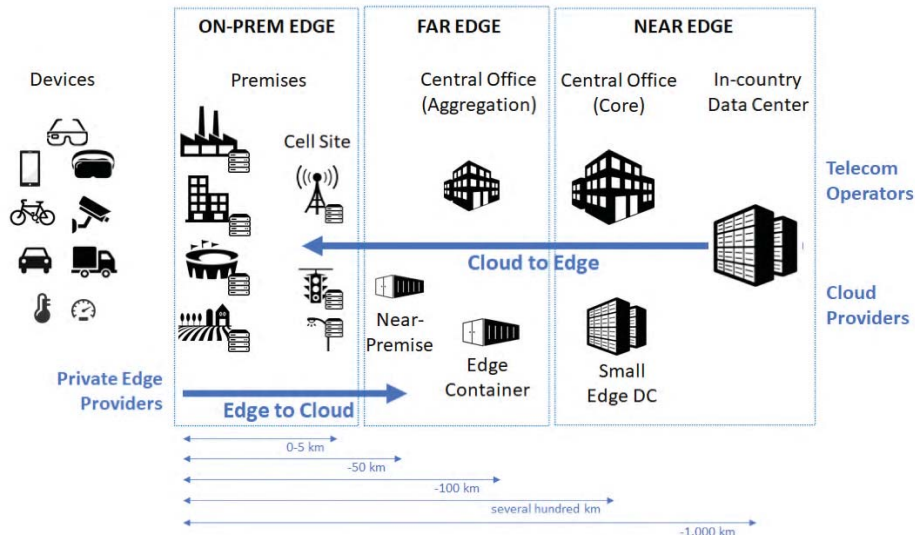 ON-PREM EDGE
FAR EDGE
NEAR EDGE
Devices
Premises
Cell Site
Central Office
(Aggregation)
Central Office
(Core)
In-country
Data Center
Telecom
Operators
Cloud to Edge
Cloud
Providers
Near-
Premise
Edge
Container
Small
Edge DC
Private Edge
Providers
Edge to Cloud
0-5 km
-50 km
-100 km
several hundred km
-1,000 km